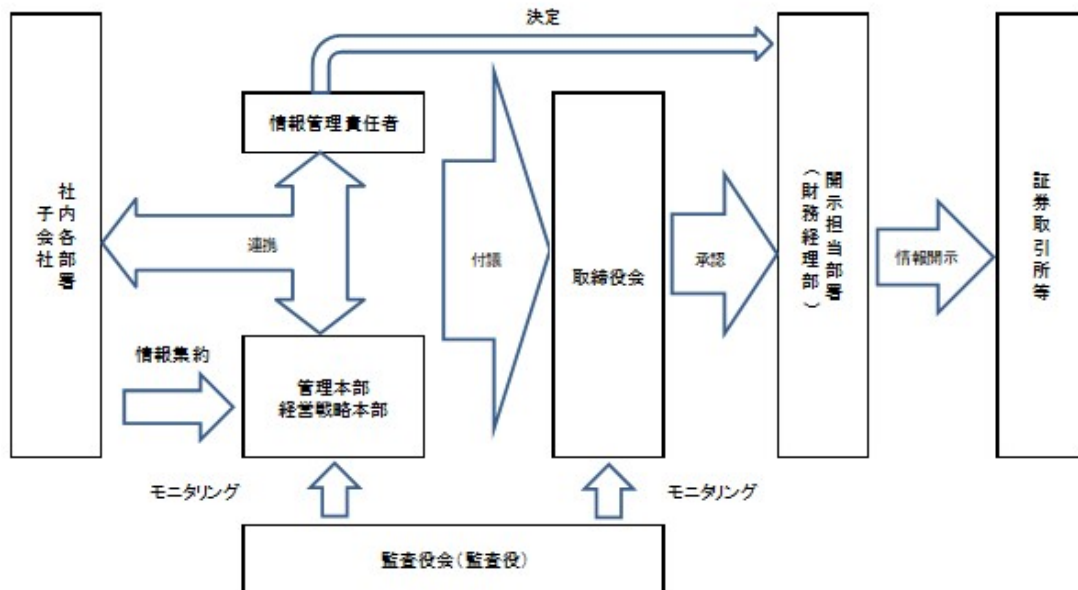 決定
情報管理責任者
社内各部署
子会社
連携
付議
取締役会
承認
開示担当部署
（財務経理部）
情報開示
証券取引所等
情報集約
管理本部
経営戦略本部
モニタリング
モニタリング
監査役会（監査役）